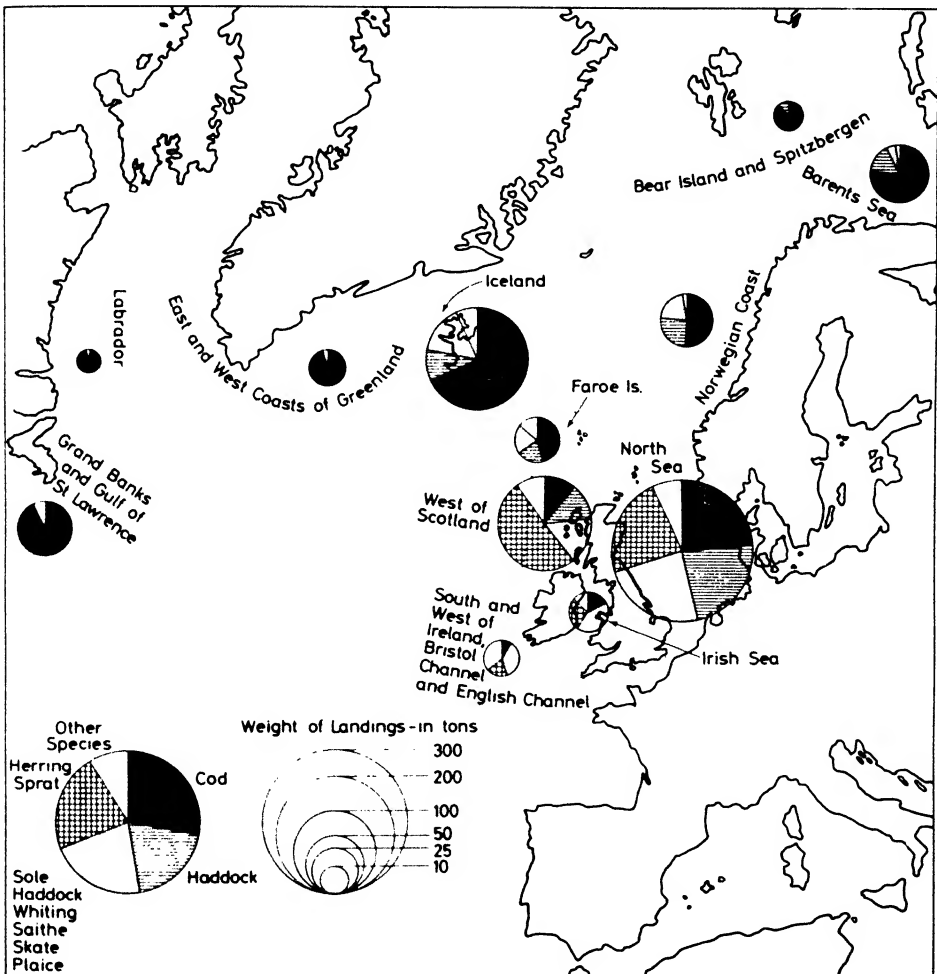 Bear Island and Spitzbergen
Barents Sea
Iceland
Labrador
East and West Coasts of Greenland
Norwegian Coast
Faroe Is.
Grand Banks
and Gulf of
St Lawrence
North
Sea
West of
Scotland
South and
West of
Ireland,
Bristol
Channel
and English Channel
Irish Sea
Other
Species
Herring
Sprat
Cod
Haddock
Sole
Haddock
Whiting
Saithe
Skate
Plaice
Weight of Landings-in tons
300
200
100
50
25
10